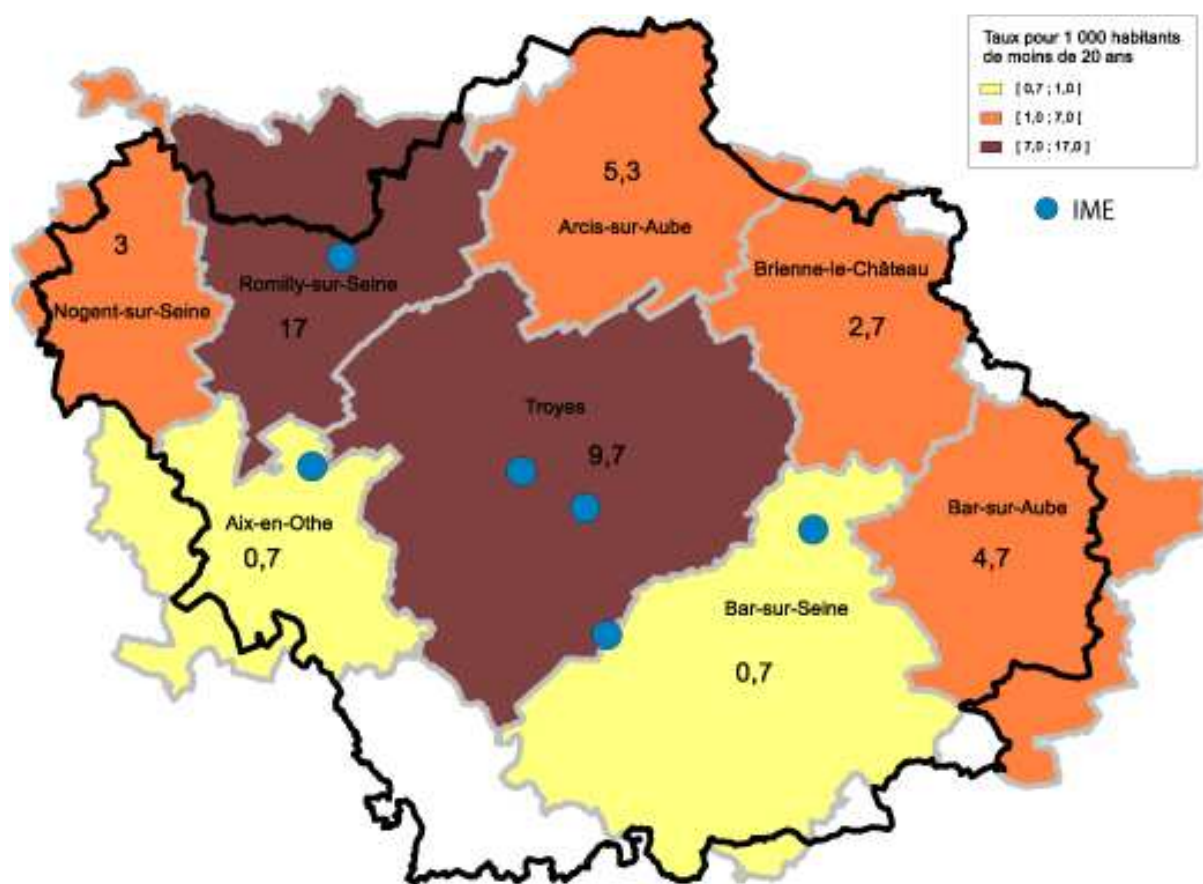 Taux pour 1 000 habitants
de moins de 20 ans
[ 0,7 ; 1,0 ]
[ 1,0 ; 7,0 ]
[ 7,0 ; 17,0 ]
IME
5,3
Arcis-sur-Aube
3
Nogent-sur-Seine
Romilly-sur-Seine
17
Brienne-le-Château
2,7
Troyes
9,7
Aix-en-Othe
0,7
Bar-sur-Aube
4,7
Bar-sur-Seine
0,7